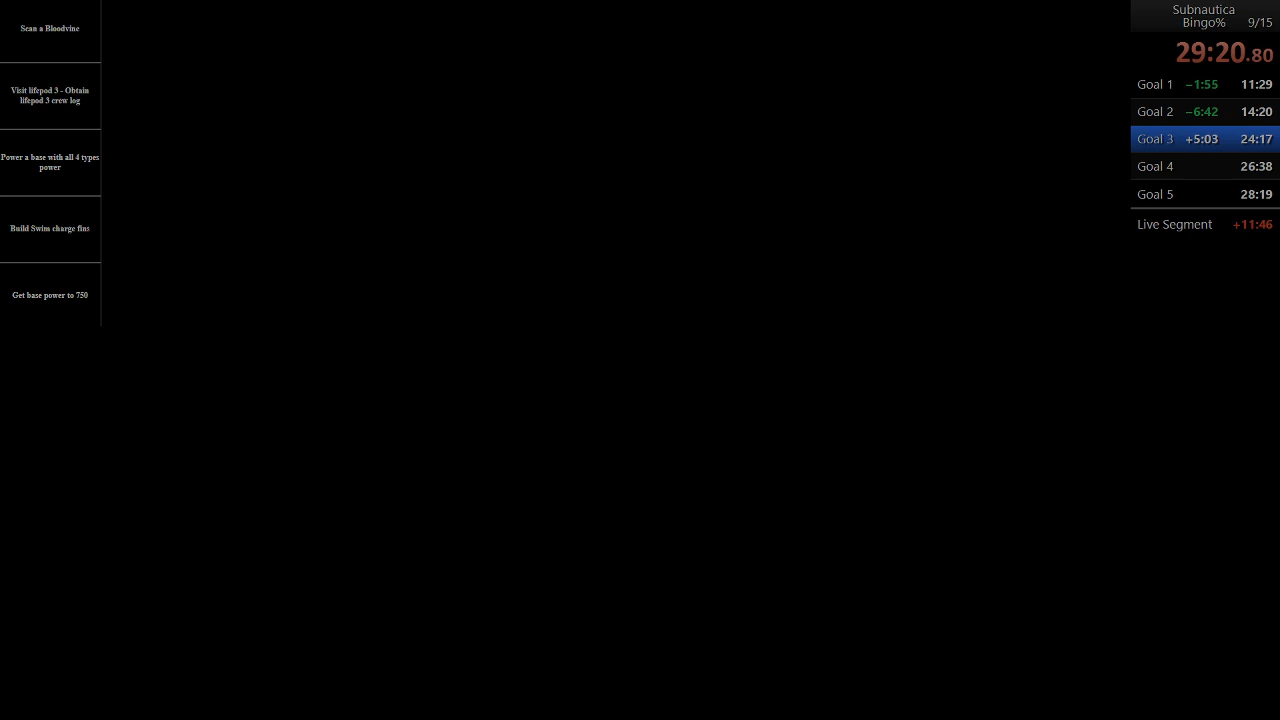 Scan a Bloodvine
Visit lifepod 3 - Obtain
lifepod 3 crew log
Power a base with all 4 types
power
Build Swim charge fins
Get base power to 750
Subnautica
Bingo% 9/15
29:20.80
Goal 1 −1:55 11:29
Goal 2 −6:42 14:20
Goal 3 +5:03 24:17
Goal 4 26:38
Goal 5 28:19
Live Segment +11:46